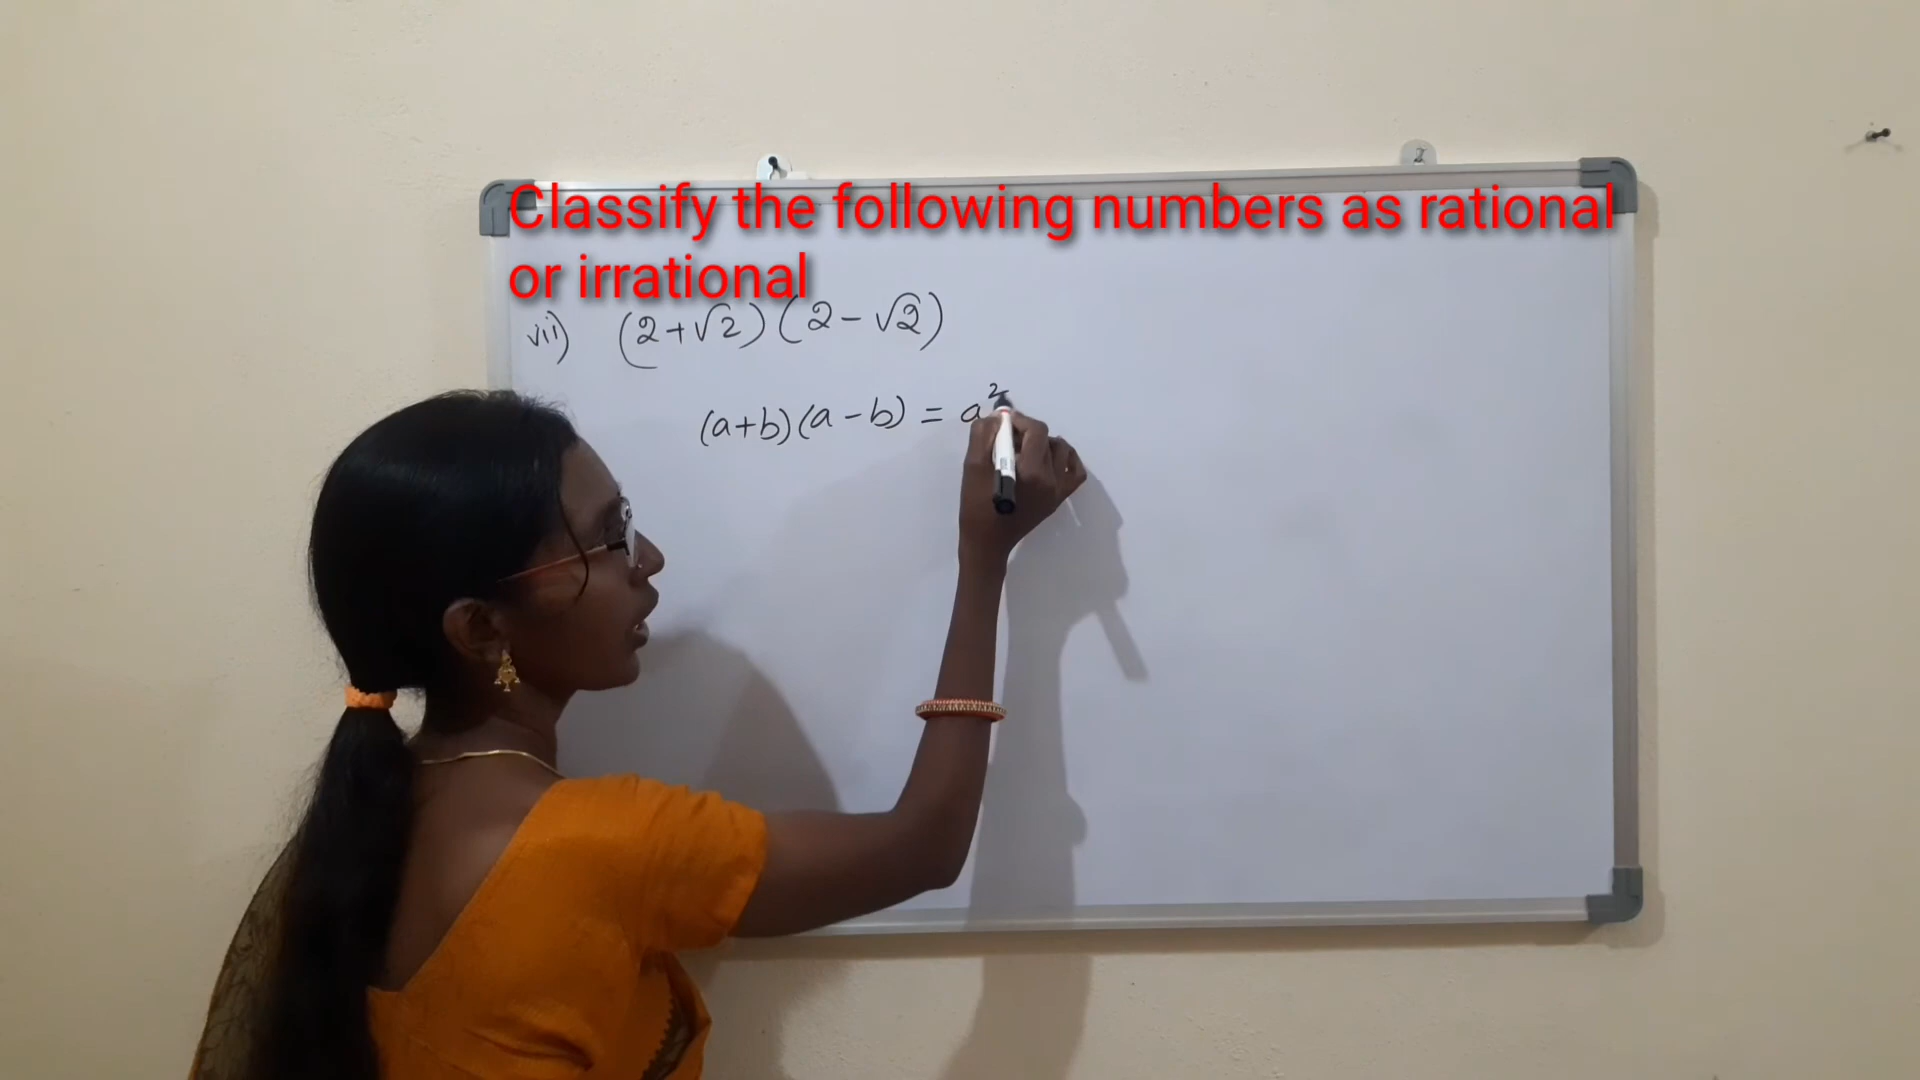 Classify the following numbers as rational
or irrational
vii) (2+√2)(2-√2)
(a+b)(a-b) = a²